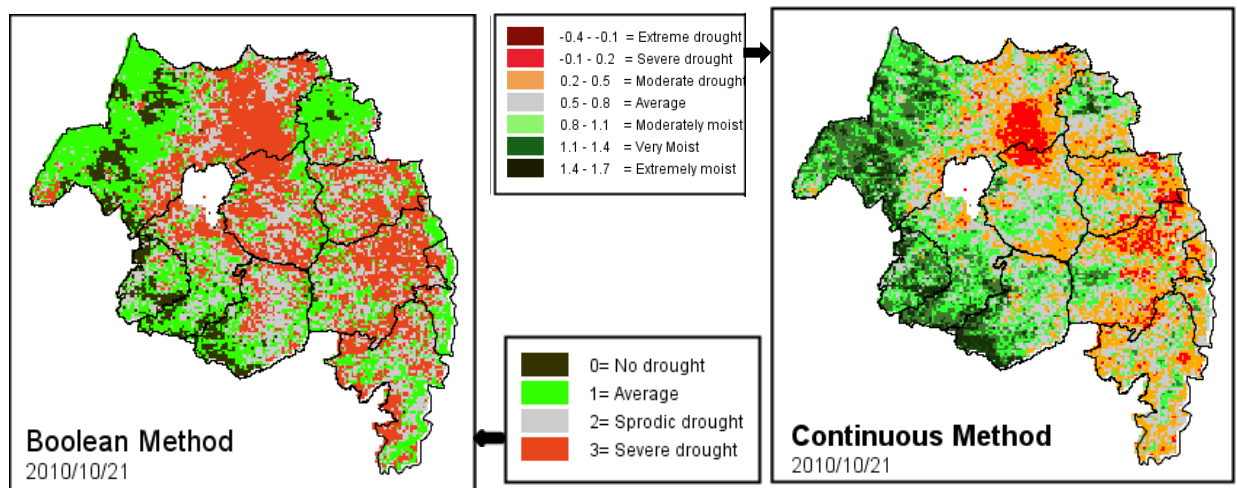 Boolean Method
2010/10/21
-0.4 - -0.1 = Extreme drought
-0.1 - 0.2 = Severe drought
0.2 - 0.5 = Moderate drought
0.5 - 0.8 = Average
0.8 - 1.1 = Moderately moist
1.1 - 1.4 = Very Moist
1.4 - 1.7 = Extremely moist
0= No drought
1= Average
2= Sprodic drought
3= Severe drought
Continuous Method
2010/10/21